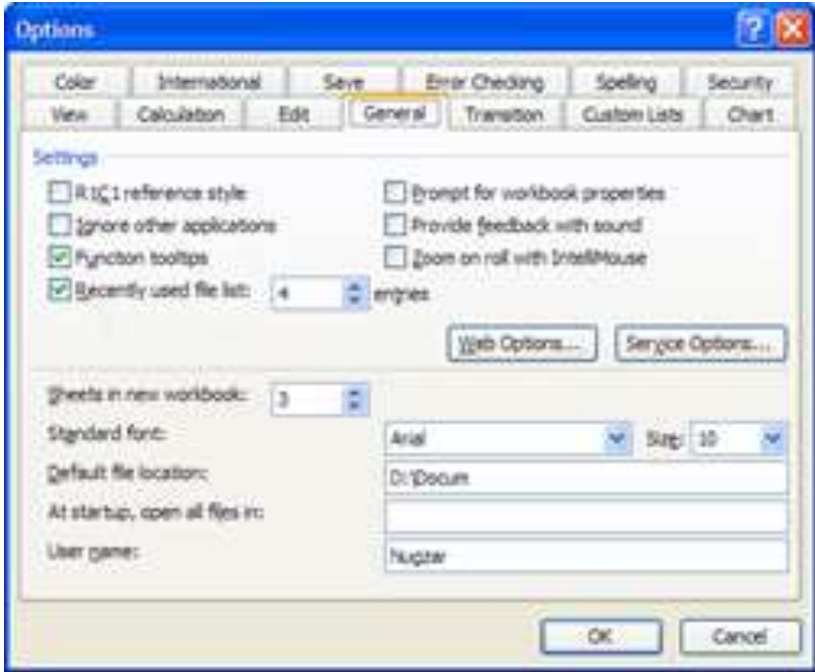 Options
Color International Save Error Checking Spelling Security
View Calculation Edit General Transition Custom Lists Chart
Settings
R1C1 reference style Prompt for workbook properties
Ignore other applications Provide feedback with sound
Function tooltips Zoom on roll with IntelliMouse
Recently used file list: 4 entries
Web Options... Service Options...
Sheets in new workbook: 3
Standard font: Arial Size: 10
Default file location: D:\Docum
At startup, open all files in:
User name: Nugzar
OK Cancel